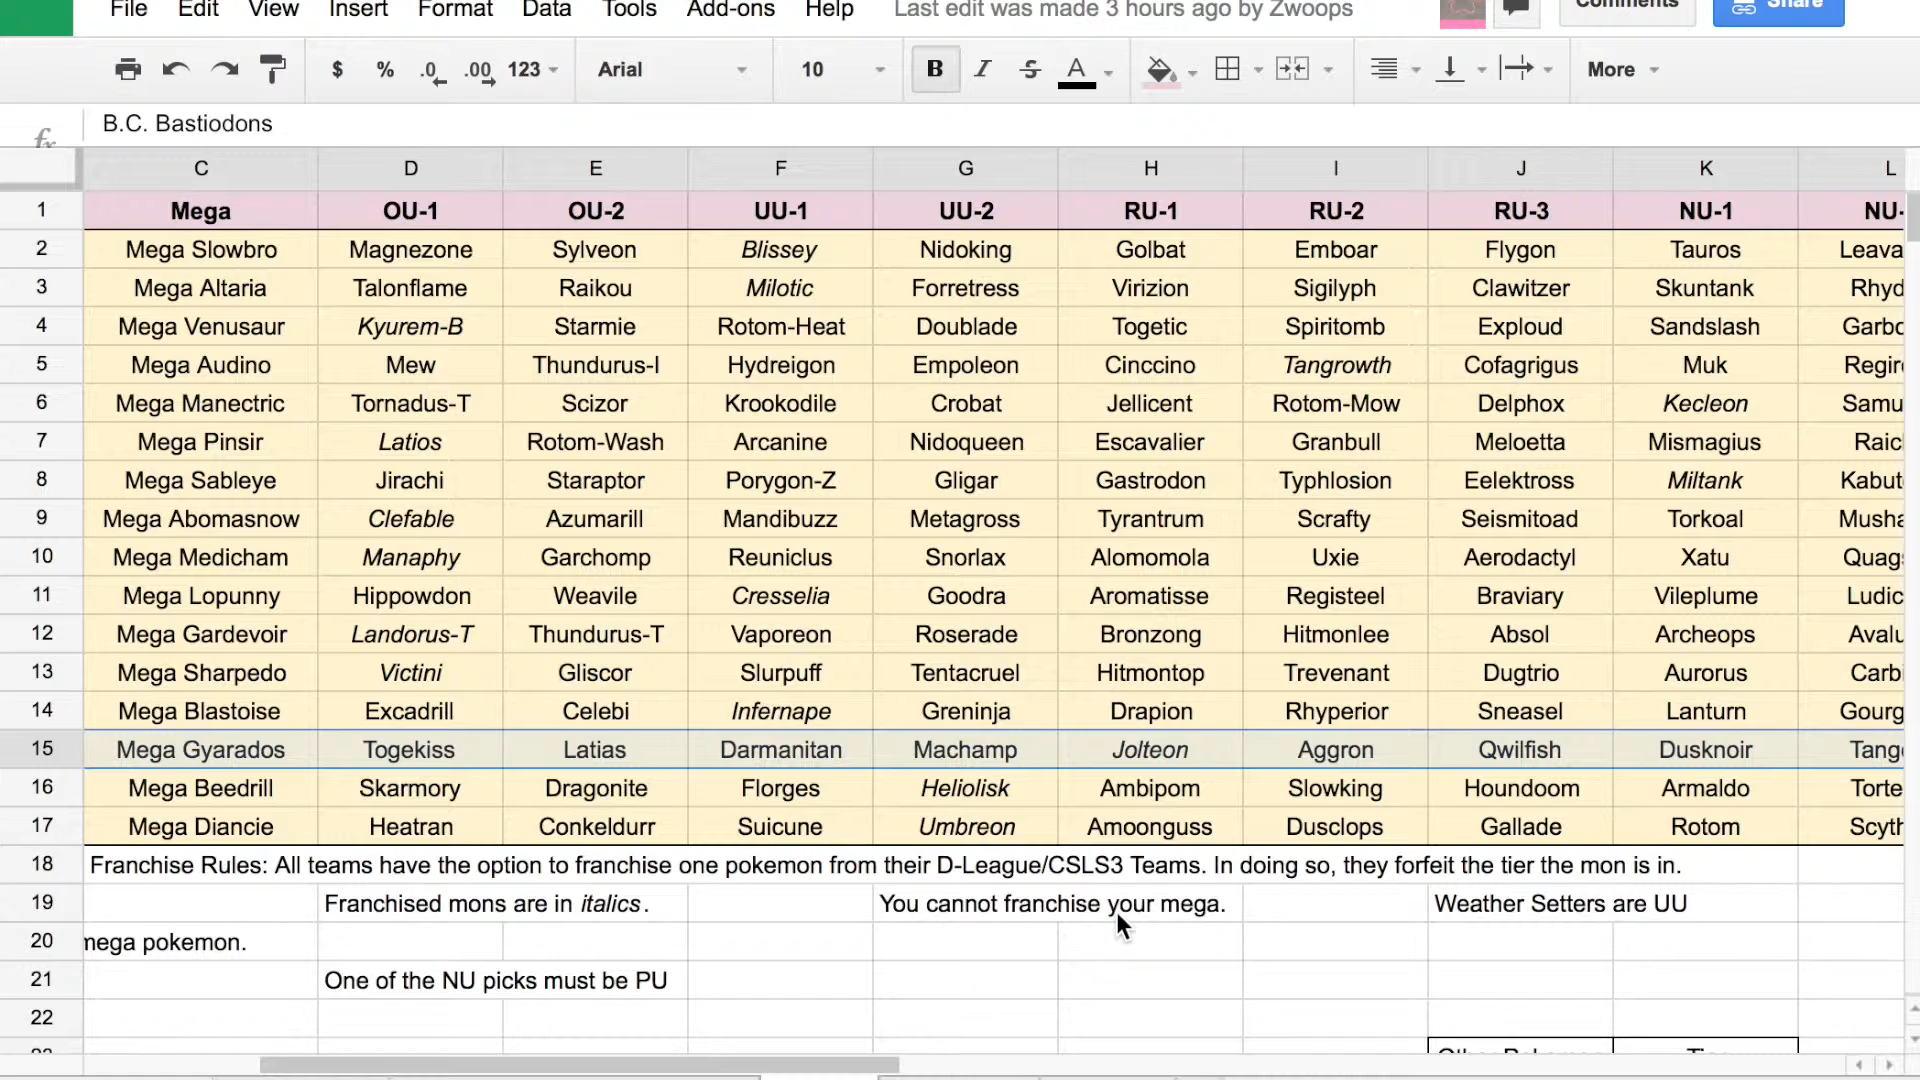 File Edit View Insert Format Data Tools Add-ons Help Last edit was made 3 hours ago by Zwoops Comments Share
$ % .0 .00 123 Arial 10 B I S A More
fx B.C. Bastiodons
C D E F G H I J K L
1 Mega OU-1 OU-2 UU-1 UU-2 RU-1 RU-2 RU-3 NU-1 NU-
2 Mega Slowbro Magnezone Sylveon Blissey Nidoking Golbat Emboar Flygon Tauros Leava
3 Mega Altaria Talonflame Raikou Milotic Forretress Virizion Sigilyph Clawitzer Skuntank Rhyd
4 Mega Venusaur Kyurem-B Starmie Rotom-Heat Doublade Togetic Spiritomb Exploud Sandslash Garbo
5 Mega Audino Mew Thundurus-I Hydreigon Empoleon Cinccino Tangrowth Cofagrigus Muk Regir
6 Mega Manectric Tornadus-T Scizor Krookodile Crobat Jellicent Rotom-Mow Delphox Kecleon Samu
7 Mega Pinsir Latios Rotom-Wash Arcanine Nidoqueen Escavalier Granbull Meloetta Mismagius Raic
8 Mega Sableye Jirachi Staraptor Porygon-Z Gligar Gastrodon Typhlosion Eelektross Miltank Kabut
9 Mega Abomasnow Clefable Azumarill Mandibuzz Metagross Tyrantrum Scrafty Seismitoad Torkoal Musha
10 Mega Medicham Manaphy Garchomp Reuniclus Snorlax Alomomola Uxie Aerodactyl Xatu Quag
11 Mega Lopunny Hippowdon Weavile Cresselia Goodra Aromatisse Registeel Braviary Vileplume Ludic
12 Mega Gardevoir Landorus-T Thundurus-T Vaporeon Roserade Bronzong Hitmonlee Absol Archeops Avalu
13 Mega Sharpedo Victini Gliscor Slurpuff Tentacruel Hitmontop Trevenant Dugtrio Aurorus Carb
14 Mega Blastoise Excadrill Celebi Infernape Greninja Drapion Rhyperior Sneasel Lanturn Gourg
15 Mega Gyarados Togekiss Latias Darmanitan Machamp Jolteon Aggron Qwilfish Dusknoir Tang
16 Mega Beedrill Skarmory Dragonite Florges Heliolisk Ambipom Slowking Houndoom Armaldo Torte
17 Mega Diancie Heatran Conkeldurr Suicune Umbreon Amoonguss Dusclops Gallade Rotom Scyth
18 Franchise Rules: All teams have the option to franchise one pokemon from their D-League/CSLS3 Teams. In doing so, they forfeit the tier the mon is in.
19 Franchised mons are in italics. You cannot franchise your mega. Weather Setters are UU
20 mega pokemon.
21 One of the NU picks must be PU
22